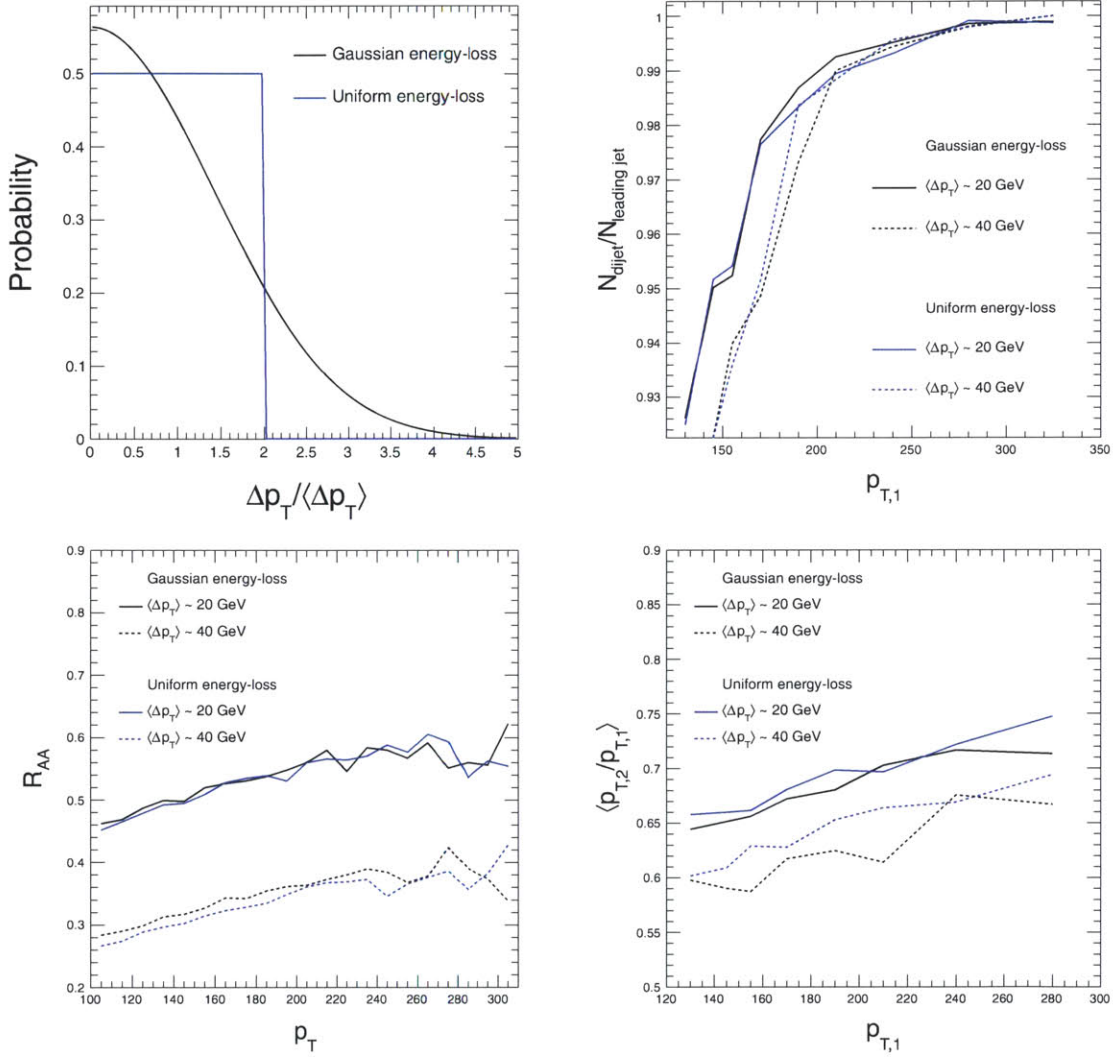 Probability
0.5
0.4
0.3
0.2
0.1
0
Gaussian energy-loss
Uniform energy-loss
0 0.5 1 1.5 2 2.5 3 3.5 4 4.5 5
Δp_T/⟨Δp_T⟩
N_dijet/N_leading jet
1
0.99
0.98
0.97
0.96
0.95
0.94
0.93
Gaussian energy-loss
⟨Δp_T⟩ ~ 20 GeV
⟨Δp_T⟩ ~ 40 GeV
Uniform energy-loss
⟨Δp_T⟩ ~ 20 GeV
⟨Δp_T⟩ ~ 40 GeV
150 200 250 300 350
p_T,1
R_AA
0.9
0.8
0.7
0.6
0.5
0.4
0.3
0.2
Gaussian energy-loss
⟨Δp_T⟩ ~ 20 GeV
⟨Δp_T⟩ ~ 40 GeV
Uniform energy-loss
⟨Δp_T⟩ ~ 20 GeV
⟨Δp_T⟩ ~ 40 GeV
100 120 140 160 180 200 220 240 260 280 300
p_T
⟨p_T,2/p_T,1⟩
0.9
0.85
0.8
0.75
0.7
0.65
0.6
0.55
0.5
Gaussian energy-loss
⟨Δp_T⟩ ~ 20 GeV
⟨Δp_T⟩ ~ 40 GeV
Uniform energy-loss
⟨Δp_T⟩ ~ 20 GeV
⟨Δp_T⟩ ~ 40 GeV
120 140 160 180 200 220 240 260 280 300
p_T,1